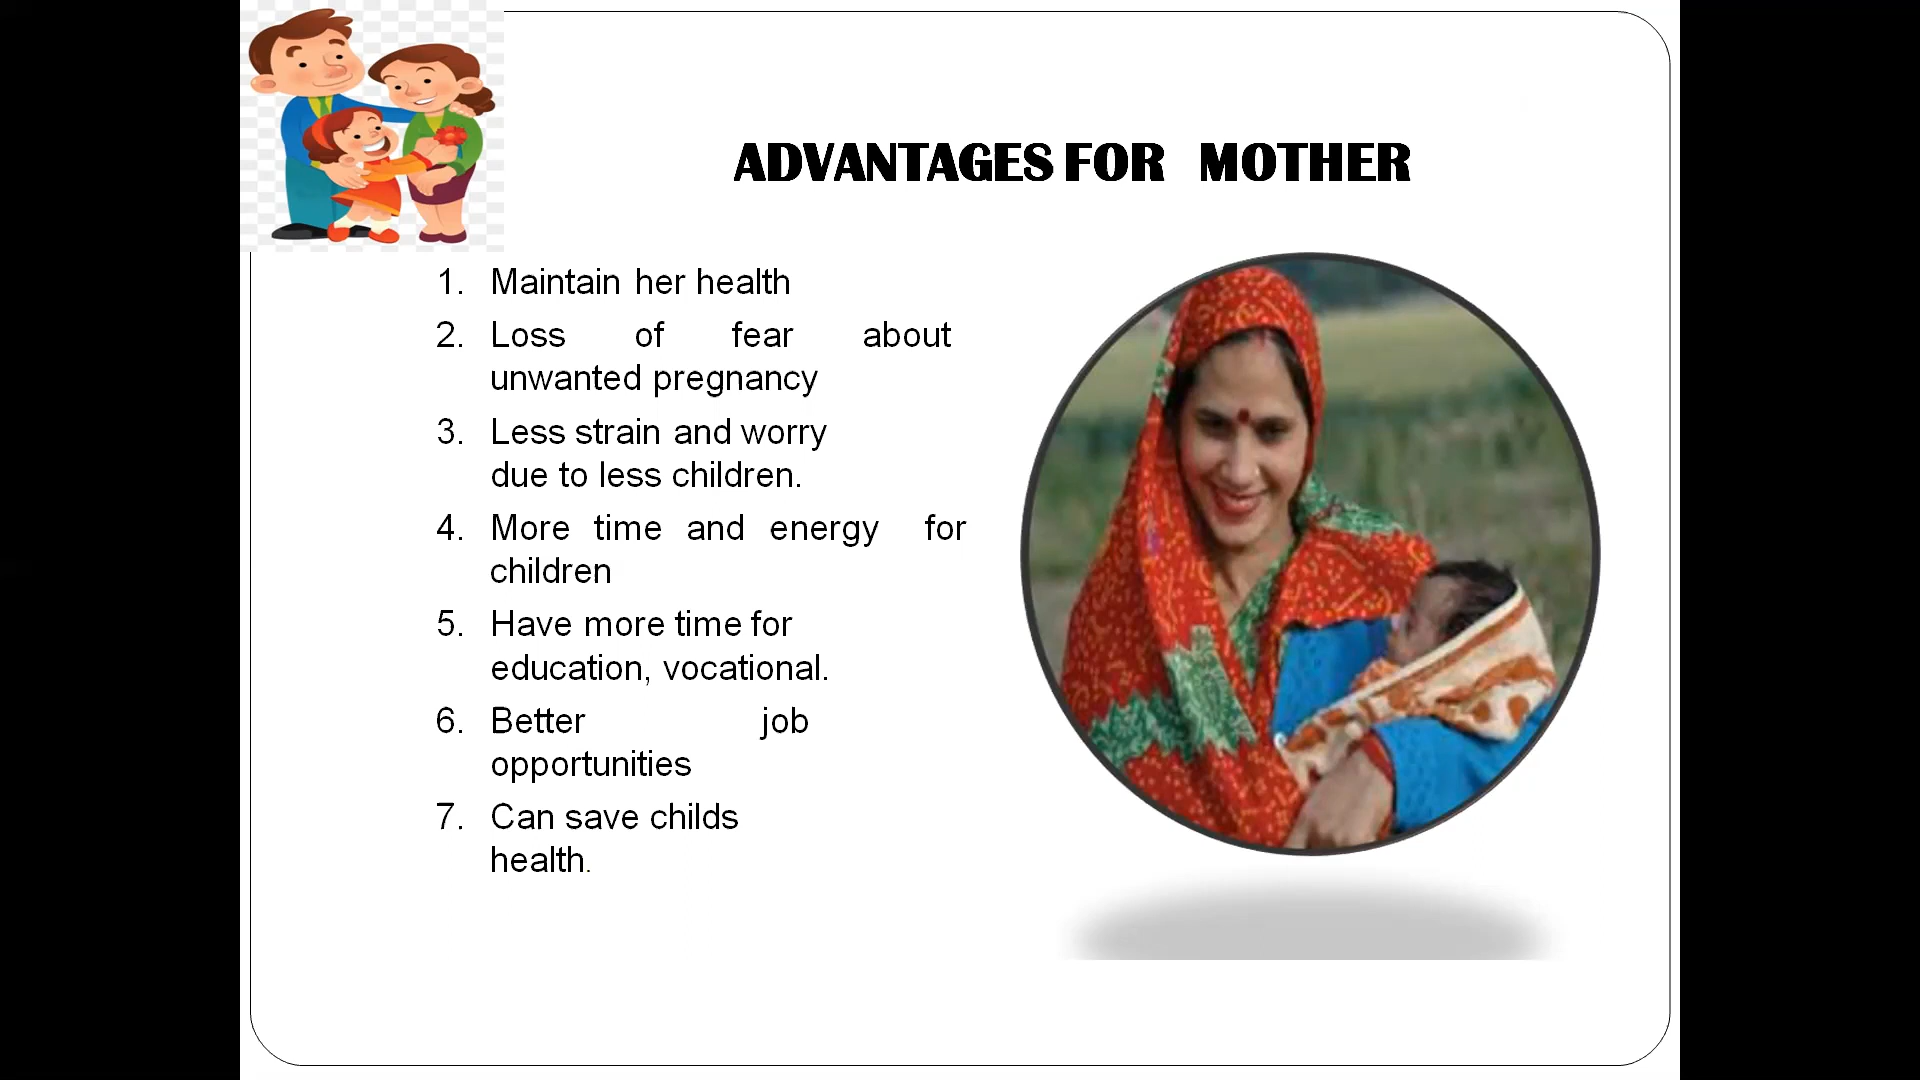 ADVANTAGES FOR MOTHER
1. Maintain her health
2. Loss of fear about
unwanted pregnancy
3. Less strain and worry
due to less children.
4. More time and energy for
children
5. Have more time for
education, vocational.
6. Better job
opportunities
7. Can save childs
health.